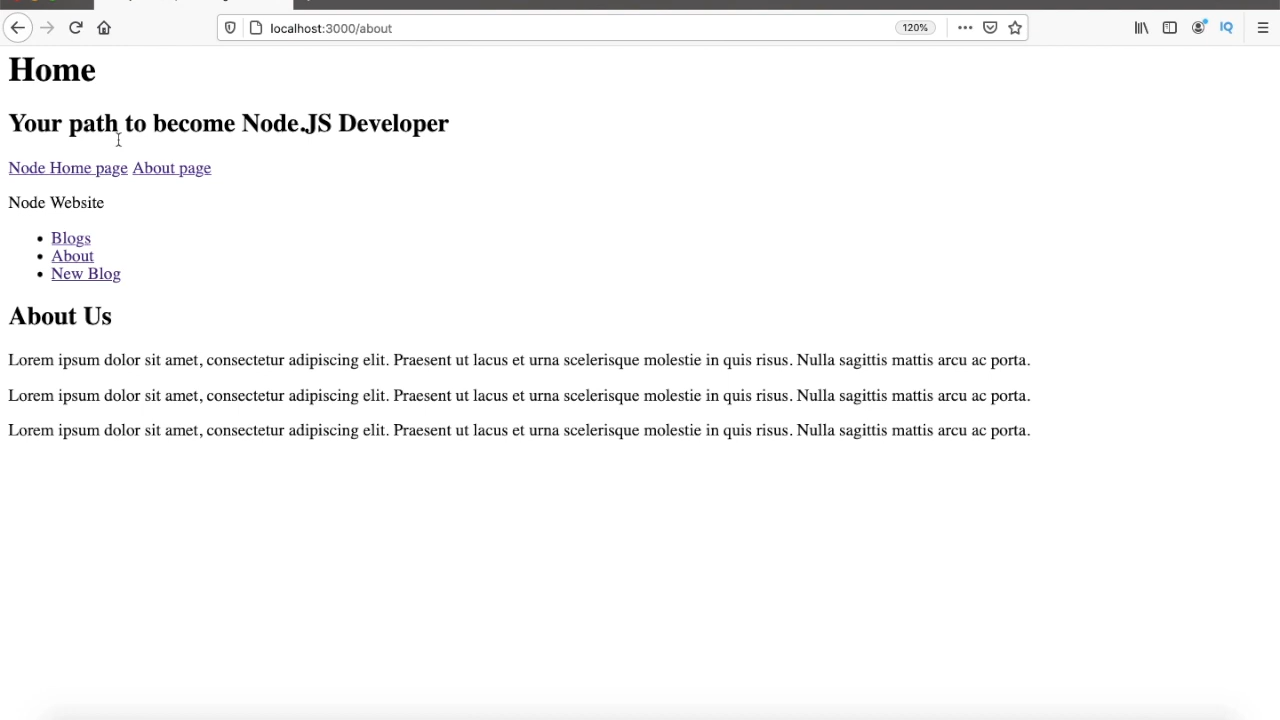 localhost:3000/about
120%
IQ
Home
Your path to become Node.JS Developer
Node Home page About page
Node Website
Blogs
About
New Blog
About Us
Lorem ipsum dolor sit amet, consectetur adipiscing elit. Praesent ut lacus et urna scelerisque molestie in quis risus. Nulla sagittis mattis arcu ac porta.
Lorem ipsum dolor sit amet, consectetur adipiscing elit. Praesent ut lacus et urna scelerisque molestie in quis risus. Nulla sagittis mattis arcu ac porta.
Lorem ipsum dolor sit amet, consectetur adipiscing elit. Praesent ut lacus et urna scelerisque molestie in quis risus. Nulla sagittis mattis arcu ac porta.